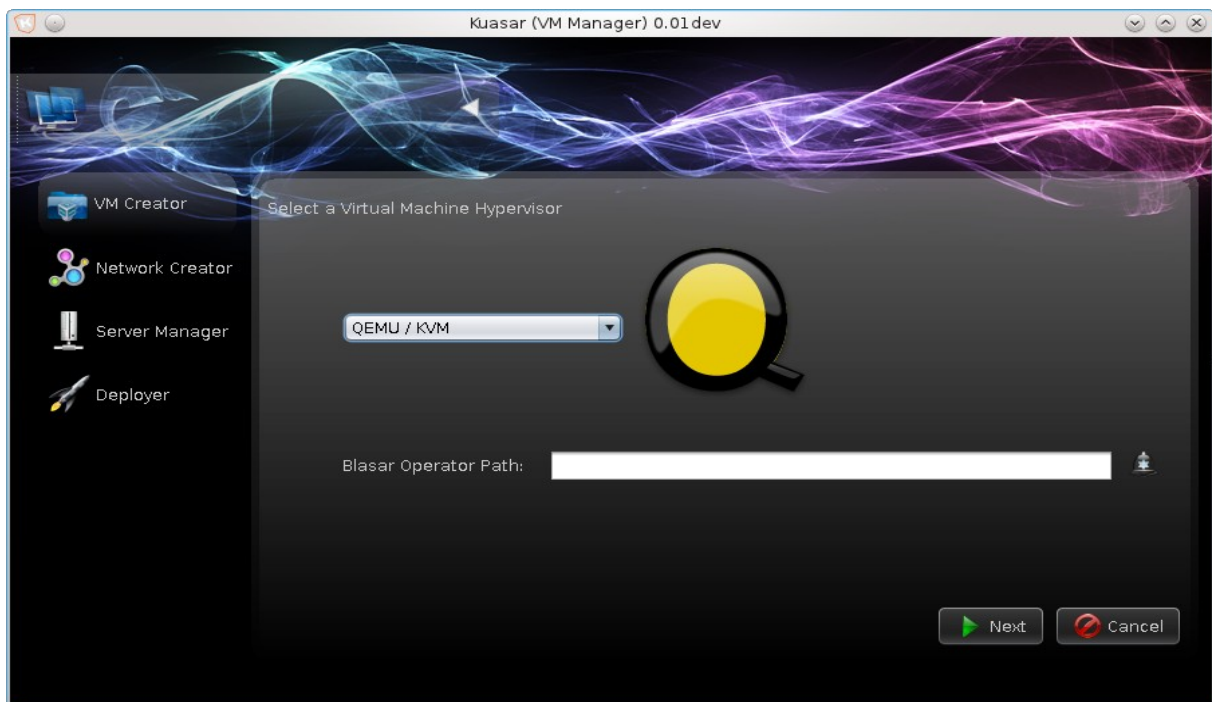 Kuasar (VM Manager) 0.01dev
VM Creator
Select a Virtual Machine Hypervisor
Network Creator
Server Manager
QEMU / KVM
Deployer
Blasar Operator Path:
Next
Cancel